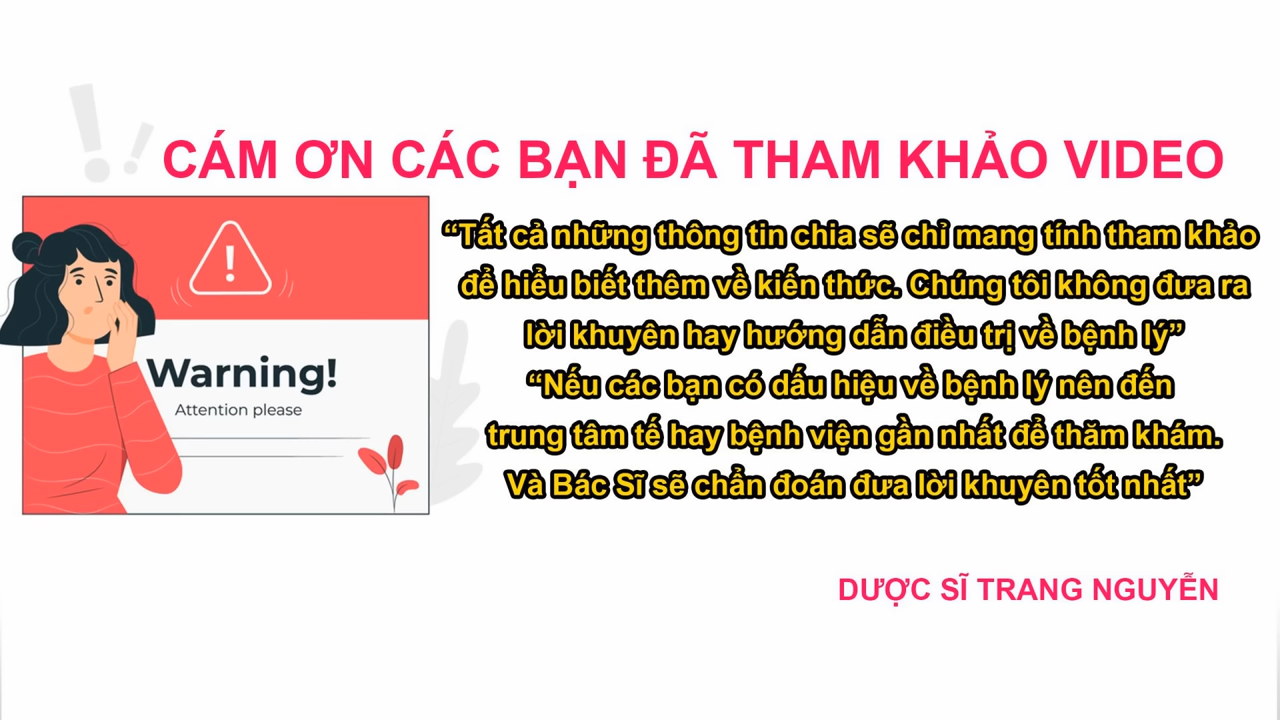 CÁM ƠN CÁC BẠN ĐÃ THAM KHẢO VIDEO
“Tất cả những thông tin chia sẽ chỉ mang tính tham khảo
để hiểu biết thêm về kiến thức. Chúng tôi không đưa ra
lời khuyên hay hướng dẫn điều trị về bệnh lý”
“Nếu các bạn có dấu hiệu về bệnh lý nên đến
trung tâm tế hay bệnh viện gần nhất để thăm khám.
Và Bác Sĩ sẽ chẩn đoán đưa lời khuyên tốt nhất”
Warning!
Attention please
DƯỢC SĨ TRANG NGUYỄN